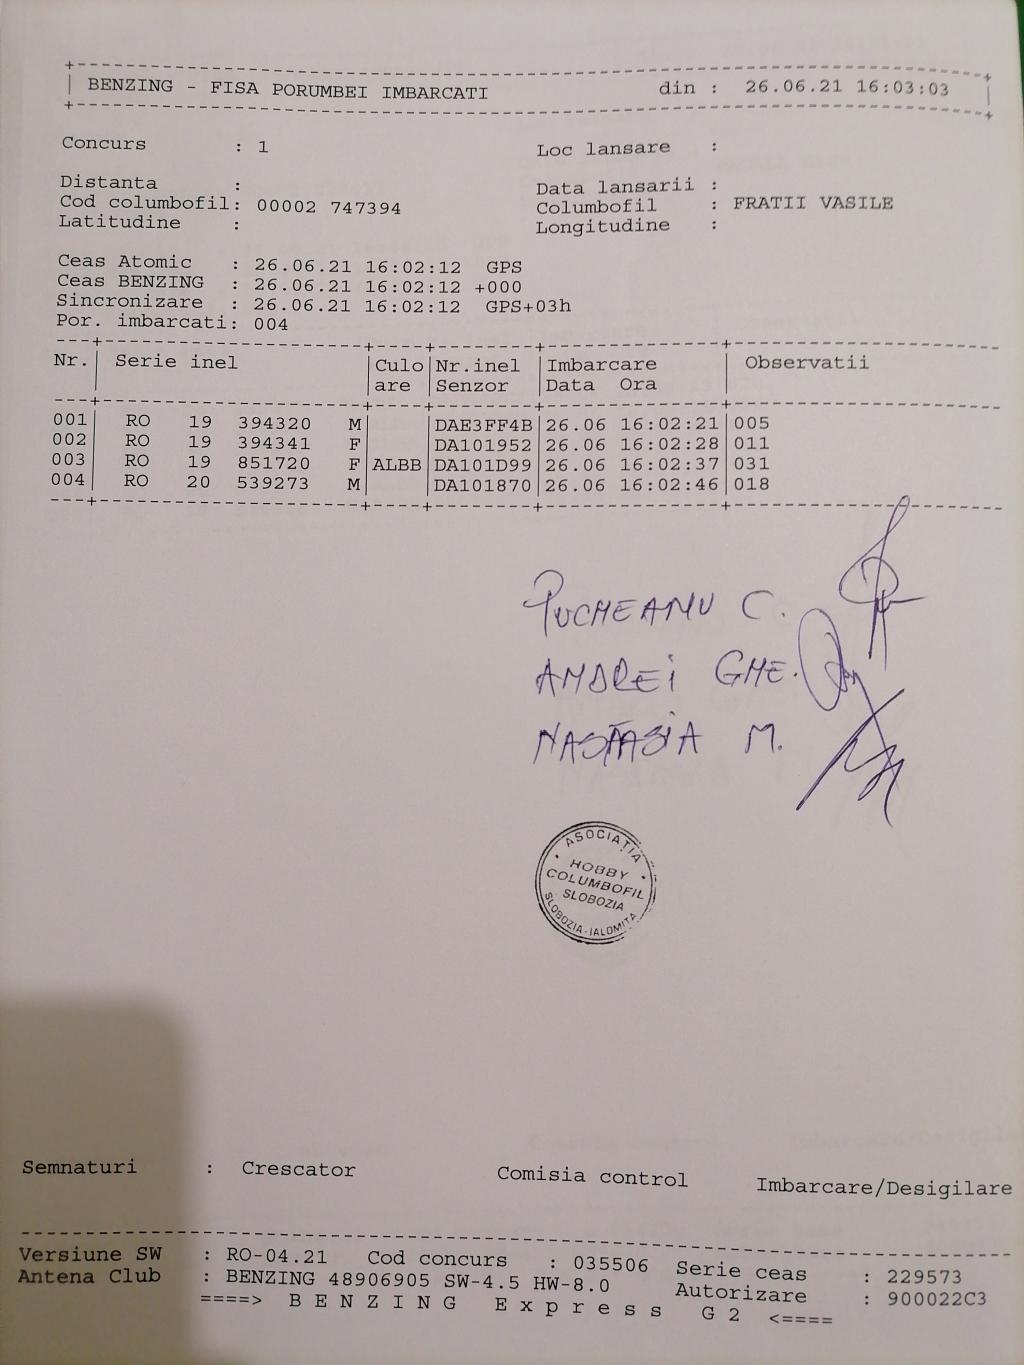 BENZING - FISA PORUMBEI IMBARCATI din : 26.06.21 16:03:03
Concurs : 1 Loc lansare :
Distanta : Data lansarii :
Cod columbofil: 00002 747394 Columbofil : FRATII VASILE
Latitudine : Longitudine :
Ceas Atomic : 26.06.21 16:02:12 GPS
Ceas BENZING : 26.06.21 16:02:12 +000
Sincronizare : 26.06.21 16:02:12 GPS+03h
Por. imbarcati: 004
Nr. Serie inel Culo Nr.inel Imbarcare Observatii
are Senzor Data Ora
001 RO 19 394320 M DAE3FF4B 26.06 16:02:21 005
002 RO 19 394341 F DA101952 26.06 16:02:28 011
003 RO 19 851720 F ALBB DA101D99 26.06 16:02:37 031
004 RO 20 539273 M DA101870 26.06 16:02:46 018
PUCHEANU C.
ANDREI GHE.
NASTASIA M.
ASOCIAȚIA
HOBBY
COLUMBOFIL
SLOBOZIA
SLOBOZIA-IALOMITA
Semnaturi : Crescator Comisia control Imbarcare/Desigilare
Versiune SW : RO-04.21 Cod concurs : 035506 Serie ceas : 229573
Antena Club : BENZING 48906905 SW-4.5 HW-8.0 Autorizare : 900022C3
====> B E N Z I N G E x p r e s s G 2 <====